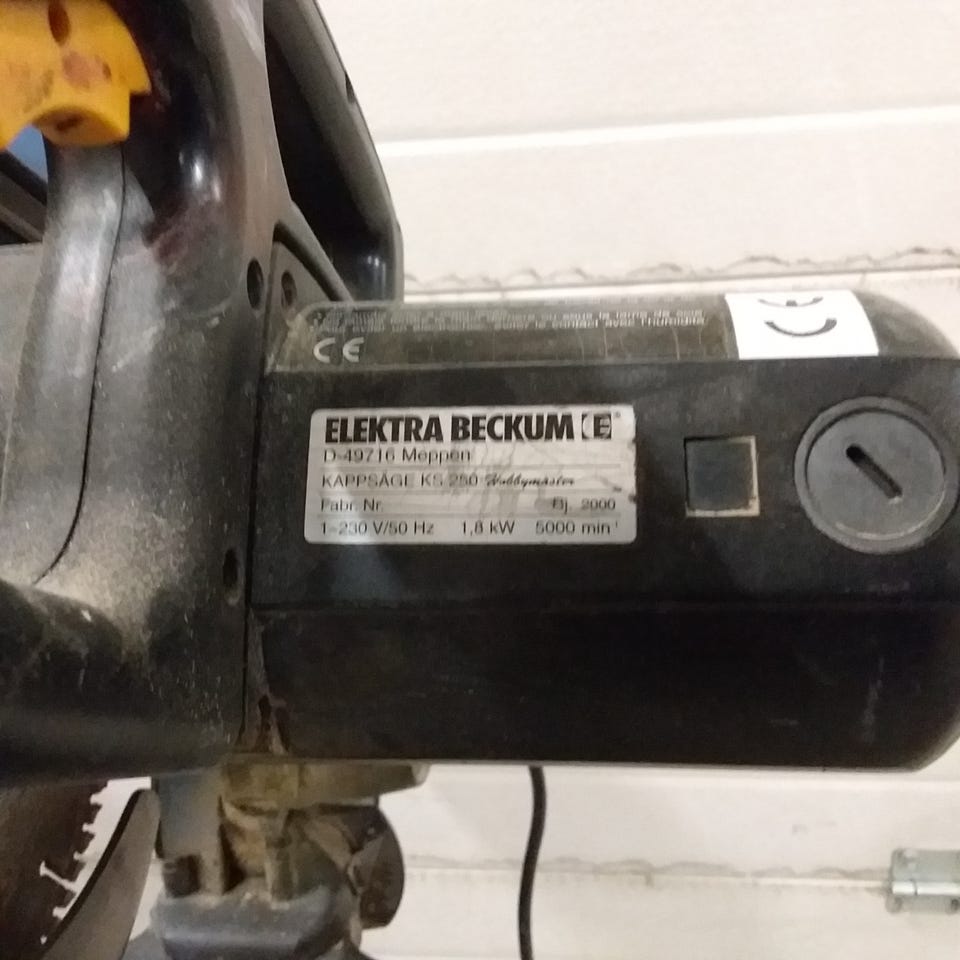 CE
ELEKTRA BECKUM E®
D-49716 Meppen
KAPPSÄGE KS 250 Hobbymaster
Fabr. Nr. Bj. 2000
1~230 V/50 Hz 1,8 kW 5000 min⁻¹